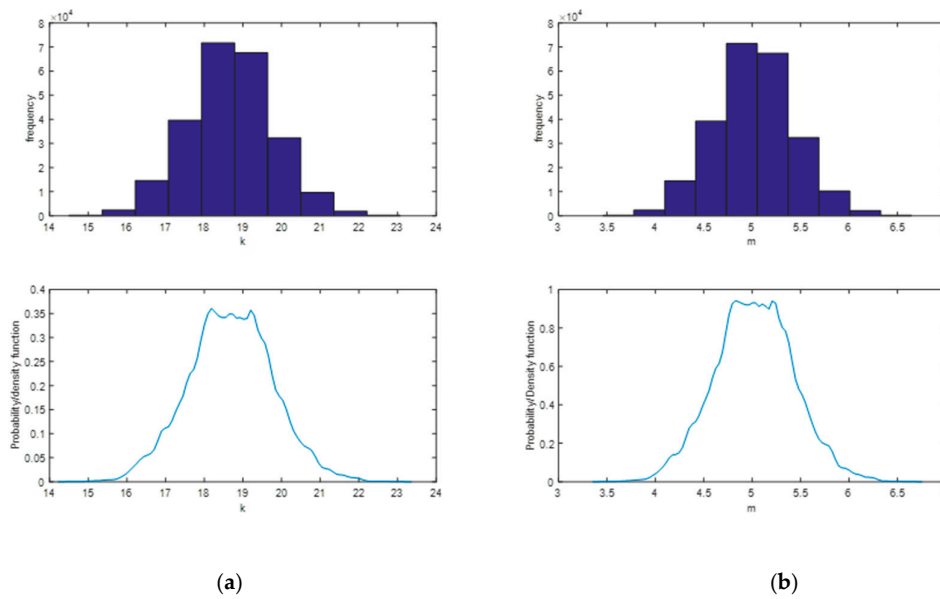 ×10⁴
8
7
6
5
4
3
2
1
0
frequency
14 15 16 17 18 19 20 21 22 23 24
k
×10⁴
8
7
6
5
4
3
2
1
0
frequency
3 3.5 4 4.5 5 5.5 6 6.5
m
0.4
0.35
0.3
0.25
0.2
0.15
0.1
0.05
0
Probability/density function
14 15 16 17 18 19 20 21 22 23 24
k
1
0.8
0.6
0.4
0.2
0
Probability/Density function
3 3.5 4 4.5 5 5.5 6 6.5
m
(a) (b)